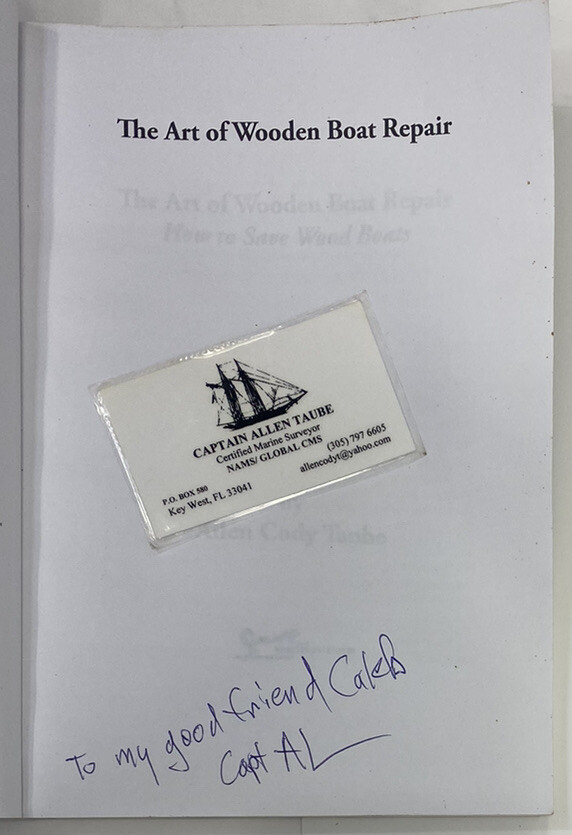 The Art of Wooden Boat Repair
The Art of Wooden Boat Repair
How to Save Wood Boats
CAPTAIN ALLEN TAUBE
Certified Marine Surveyor
NAMS/ GLOBAL CMS
P.O. BOX 580
Key West, FL 33041
(305) 797 6605
allencodyt@yahoo.com
Allen Cody Taube
To my good friend Caleb
Capt AL